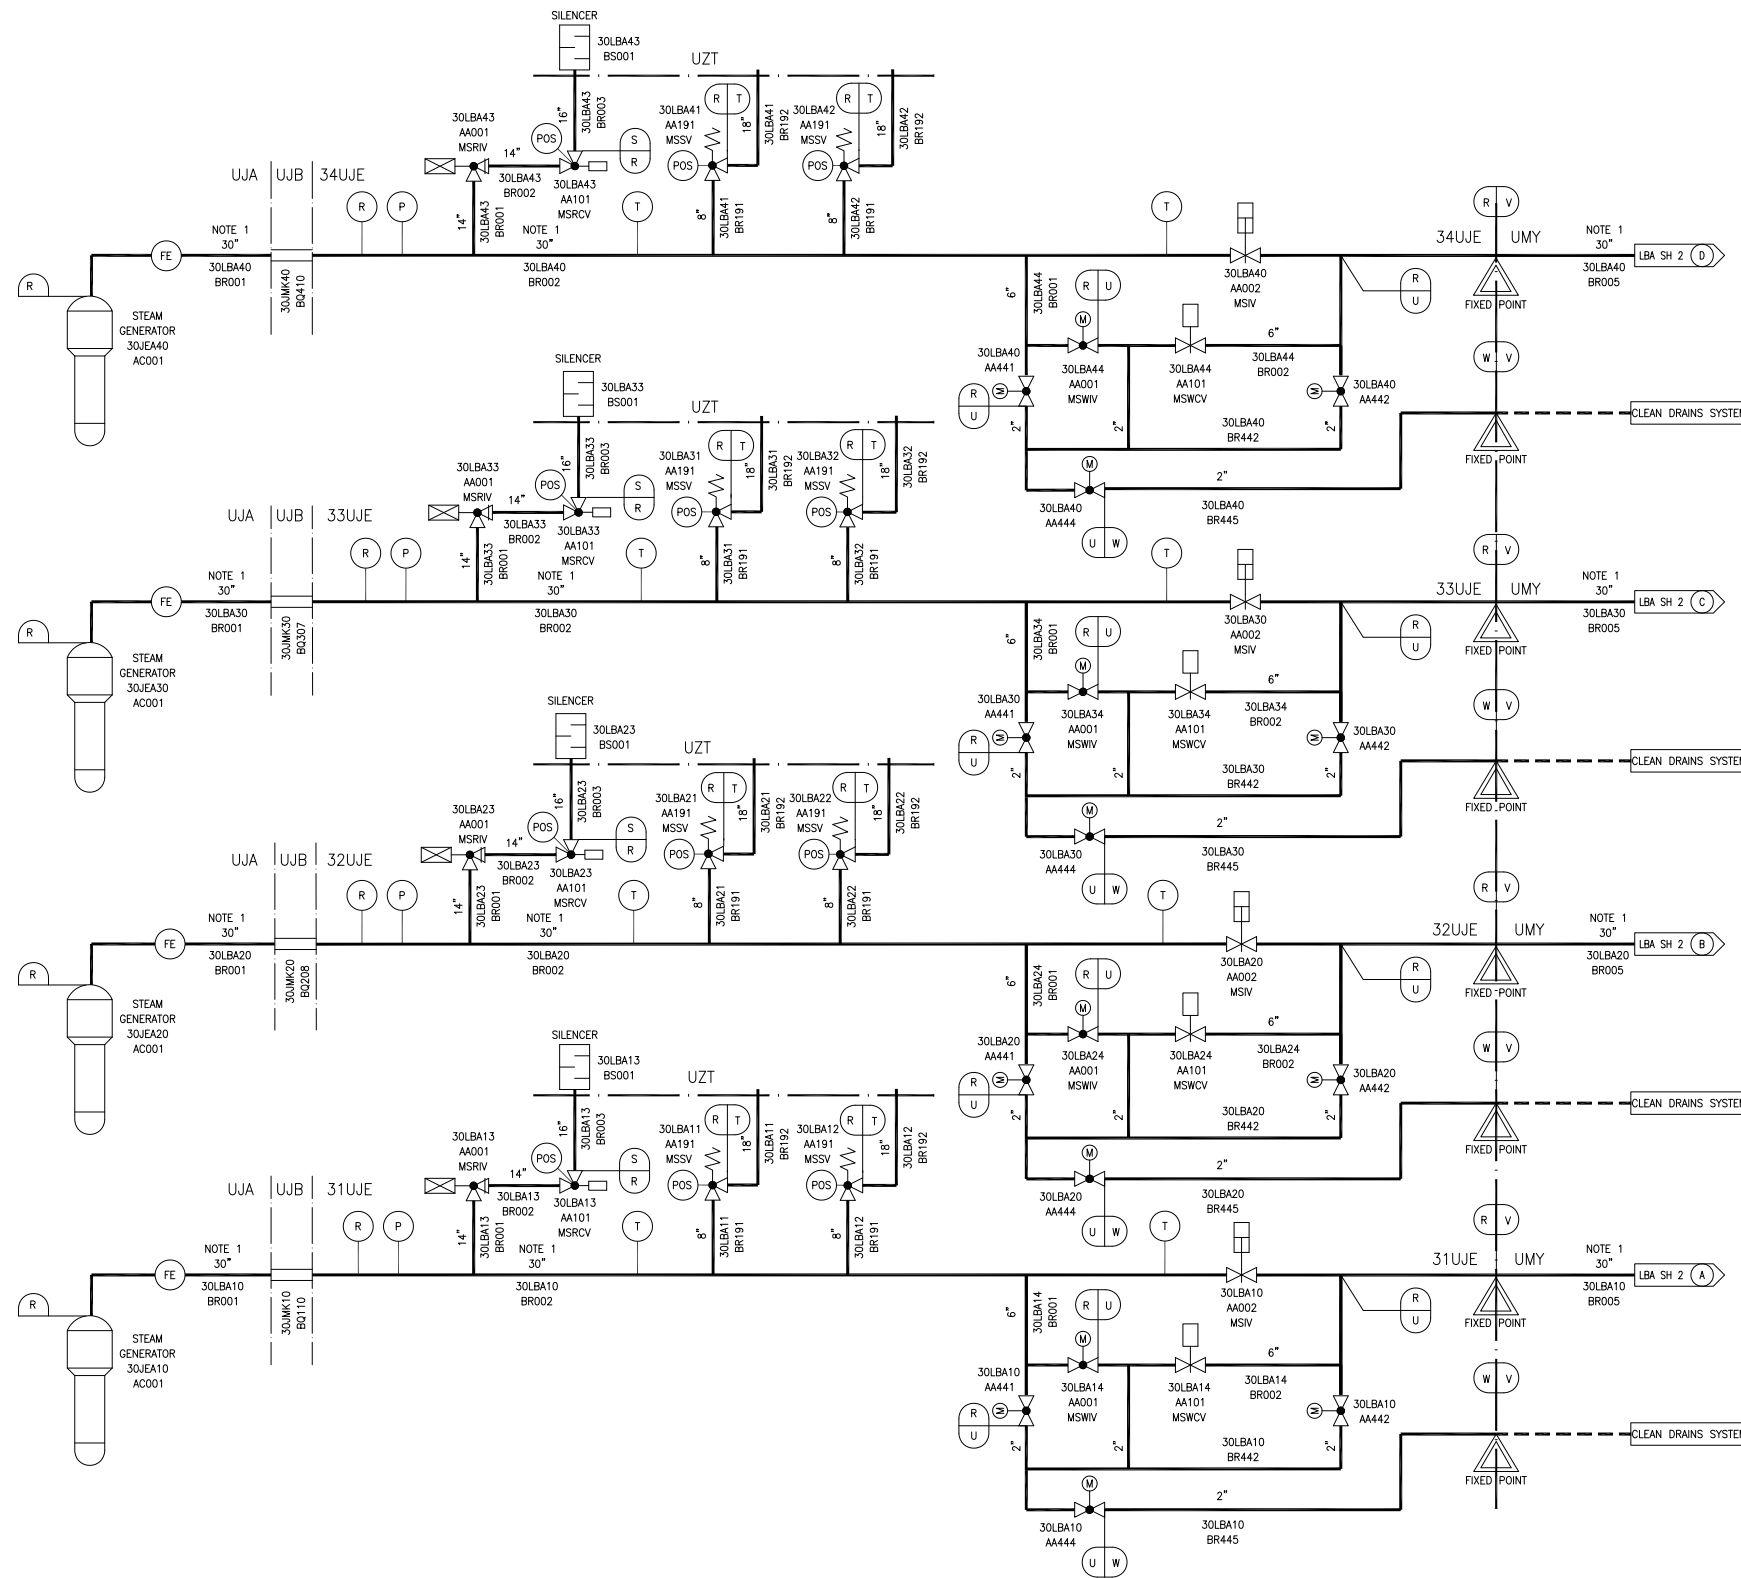 SILENCER
30LBA43
BS001
UZT
16"
30LBA43
BR003
30LBA43
AA001
MSRIV
POS
S
R
14"
30LBA43
BR002
30LBA43
AA101
MSRCV
14"
30LBA43
BR001
30LBA41
AA191
MSSV
R T
18"
30LBA41
BR192
POS
8"
30LBA41
BR191
30LBA42
AA191
MSSV
R T
18"
30LBA42
BR192
POS
8"
30LBA42
BR191
UJA
UJB
34UJE
R
P
T
T
R
FE
NOTE 1
30"
30LBA40
BR001
30JMK40
BQ410
NOTE 1
30"
30LBA40
BR002
STEAM
GENERATOR
30JEA40
AC001
6"
30LBA44
BR001
R U
M
30LBA44
AA001
MSWIV
30LBA40
AA002
MSIV
30LBA44
AA101
MSWCV
6"
30LBA44
BR002
30LBA40
AA441
M
R
U
2"
2"
30LBA40
BR442
2"
M
30LBA40
AA442
R
U
M
2"
30LBA40
AA444
30LBA40
BR445
U W
34UJE
UMY
R V
FIXED POINT
W V
FIXED POINT
NOTE 1
30"
30LBA40
BR005
LBA SH 2 D
CLEAN DRAINS SYSTEM
SILENCER
30LBA33
BS001
UZT
16"
30LBA33
BR003
30LBA33
AA001
MSRIV
POS
S
R
14"
30LBA33
BR002
30LBA33
AA101
MSRCV
14"
30LBA33
BR001
30LBA31
AA191
MSSV
R T
18"
30LBA31
BR192
POS
8"
30LBA31
BR191
30LBA32
AA191
MSSV
R T
18"
30LBA32
BR192
POS
8"
30LBA32
BR191
UJA
UJB
33UJE
R
P
T
T
R
FE
NOTE 1
30"
30LBA30
BR001
30JMK30
BQ307
NOTE 1
30"
30LBA30
BR002
STEAM
GENERATOR
30JEA30
AC001
6"
30LBA34
BR001
R U
M
30LBA34
AA001
MSWIV
30LBA30
AA002
MSIV
30LBA34
AA101
MSWCV
6"
30LBA34
BR002
30LBA30
AA441
M
R
U
2"
2"
30LBA30
BR442
2"
M
30LBA30
AA442
R
U
M
2"
30LBA30
AA444
30LBA30
BR445
U W
33UJE
UMY
R V
FIXED POINT
W V
FIXED POINT
NOTE 1
30"
30LBA30
BR005
LBA SH 2 C
CLEAN DRAINS SYSTEM
SILENCER
30LBA23
BS001
UZT
16"
30LBA23
BR003
30LBA23
AA001
MSRIV
POS
S
R
14"
30LBA23
BR002
30LBA23
AA101
MSRCV
14"
30LBA23
BR001
30LBA21
AA191
MSSV
R T
18"
30LBA21
BR192
POS
8"
30LBA21
BR191
30LBA22
AA191
MSSV
R T
18"
30LBA22
BR192
POS
8"
30LBA22
BR191
UJA
UJB
32UJE
R
P
T
T
R
FE
NOTE 1
30"
30LBA20
BR001
30JMK20
BQ208
NOTE 1
30"
30LBA20
BR002
STEAM
GENERATOR
30JEA20
AC001
6"
30LBA24
BR001
R U
M
30LBA24
AA001
MSWIV
30LBA20
AA002
MSIV
30LBA24
AA101
MSWCV
6"
30LBA24
BR002
30LBA20
AA441
M
R
U
2"
2"
30LBA20
BR442
2"
M
30LBA20
AA442
R
U
M
2"
30LBA20
AA444
30LBA20
BR445
U W
32UJE
UMY
R V
FIXED POINT
W V
FIXED POINT
NOTE 1
30"
30LBA20
BR005
LBA SH 2 B
CLEAN DRAINS SYSTEM
SILENCER
30LBA13
BS001
UZT
16"
30LBA13
BR003
30LBA13
AA001
MSRIV
POS
S
R
14"
30LBA13
BR002
30LBA13
AA101
MSRCV
14"
30LBA13
BR001
30LBA11
AA191
MSSV
R T
18"
30LBA11
BR192
POS
8"
30LBA11
BR191
30LBA12
AA191
MSSV
R T
18"
30LBA12
BR192
POS
8"
30LBA12
BR191
UJA
UJB
31UJE
R
P
T
T
R
FE
NOTE 1
30"
30LBA10
BR001
30JMK10
BQ110
NOTE 1
30"
30LBA10
BR002
STEAM
GENERATOR
30JEA10
AC001
6"
30LBA14
BR001
R U
M
30LBA14
AA001
MSWIV
30LBA10
AA002
MSIV
30LBA14
AA101
MSWCV
6"
30LBA14
BR002
30LBA10
AA441
M
R
U
2"
2"
30LBA10
BR442
2"
M
30LBA10
AA442
R
U
M
2"
30LBA10
AA444
30LBA10
BR445
U W
31UJE
UMY
R V
FIXED POINT
W V
FIXED POINT
NOTE 1
30"
30LBA10
BR005
LBA SH 2 A
CLEAN DRAINS SYSTEM